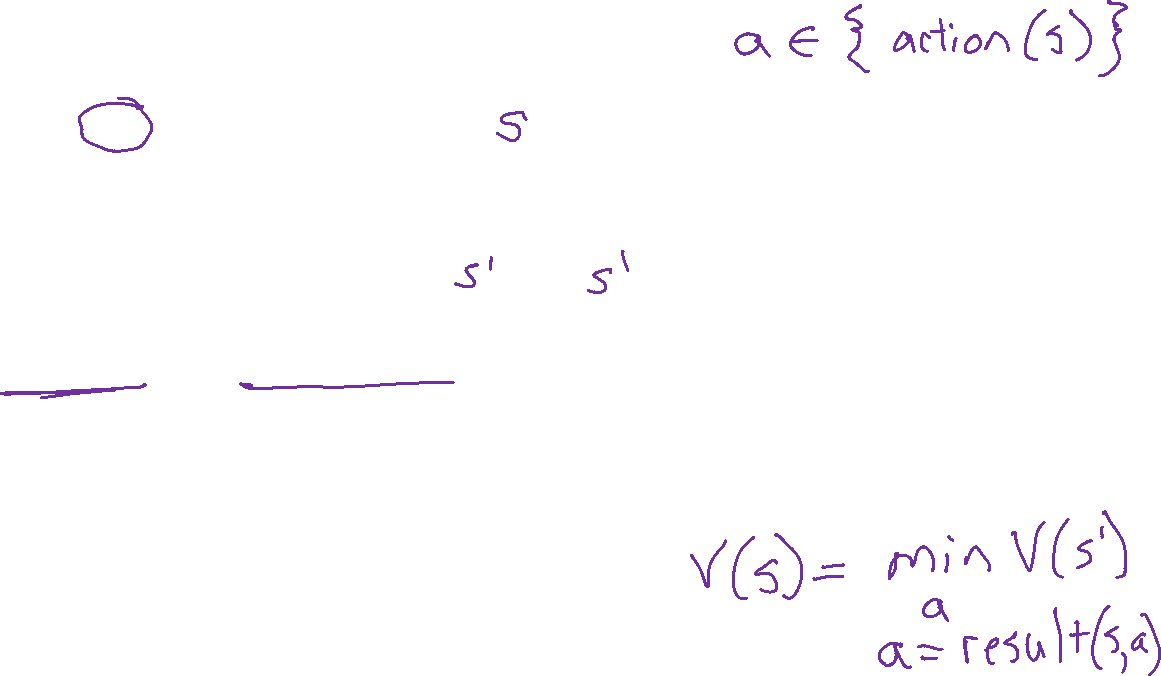 a ∈ { action(s) }
s
s' s'
V(s) = min V(s')
a
a = result(s,a)